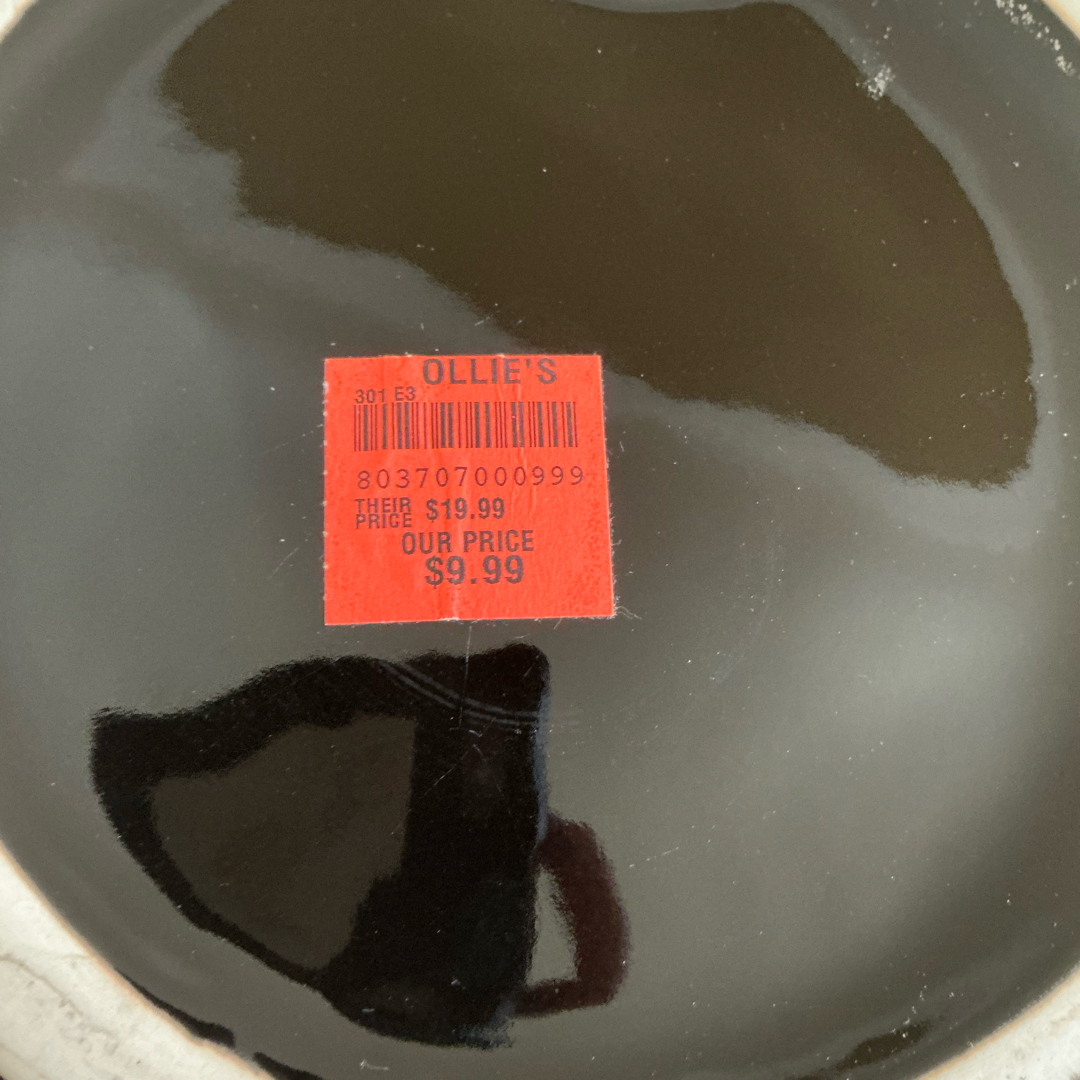 OLLIE'S
301 E3
803707000999
THEIR PRICE $19.99
OUR PRICE
$9.99